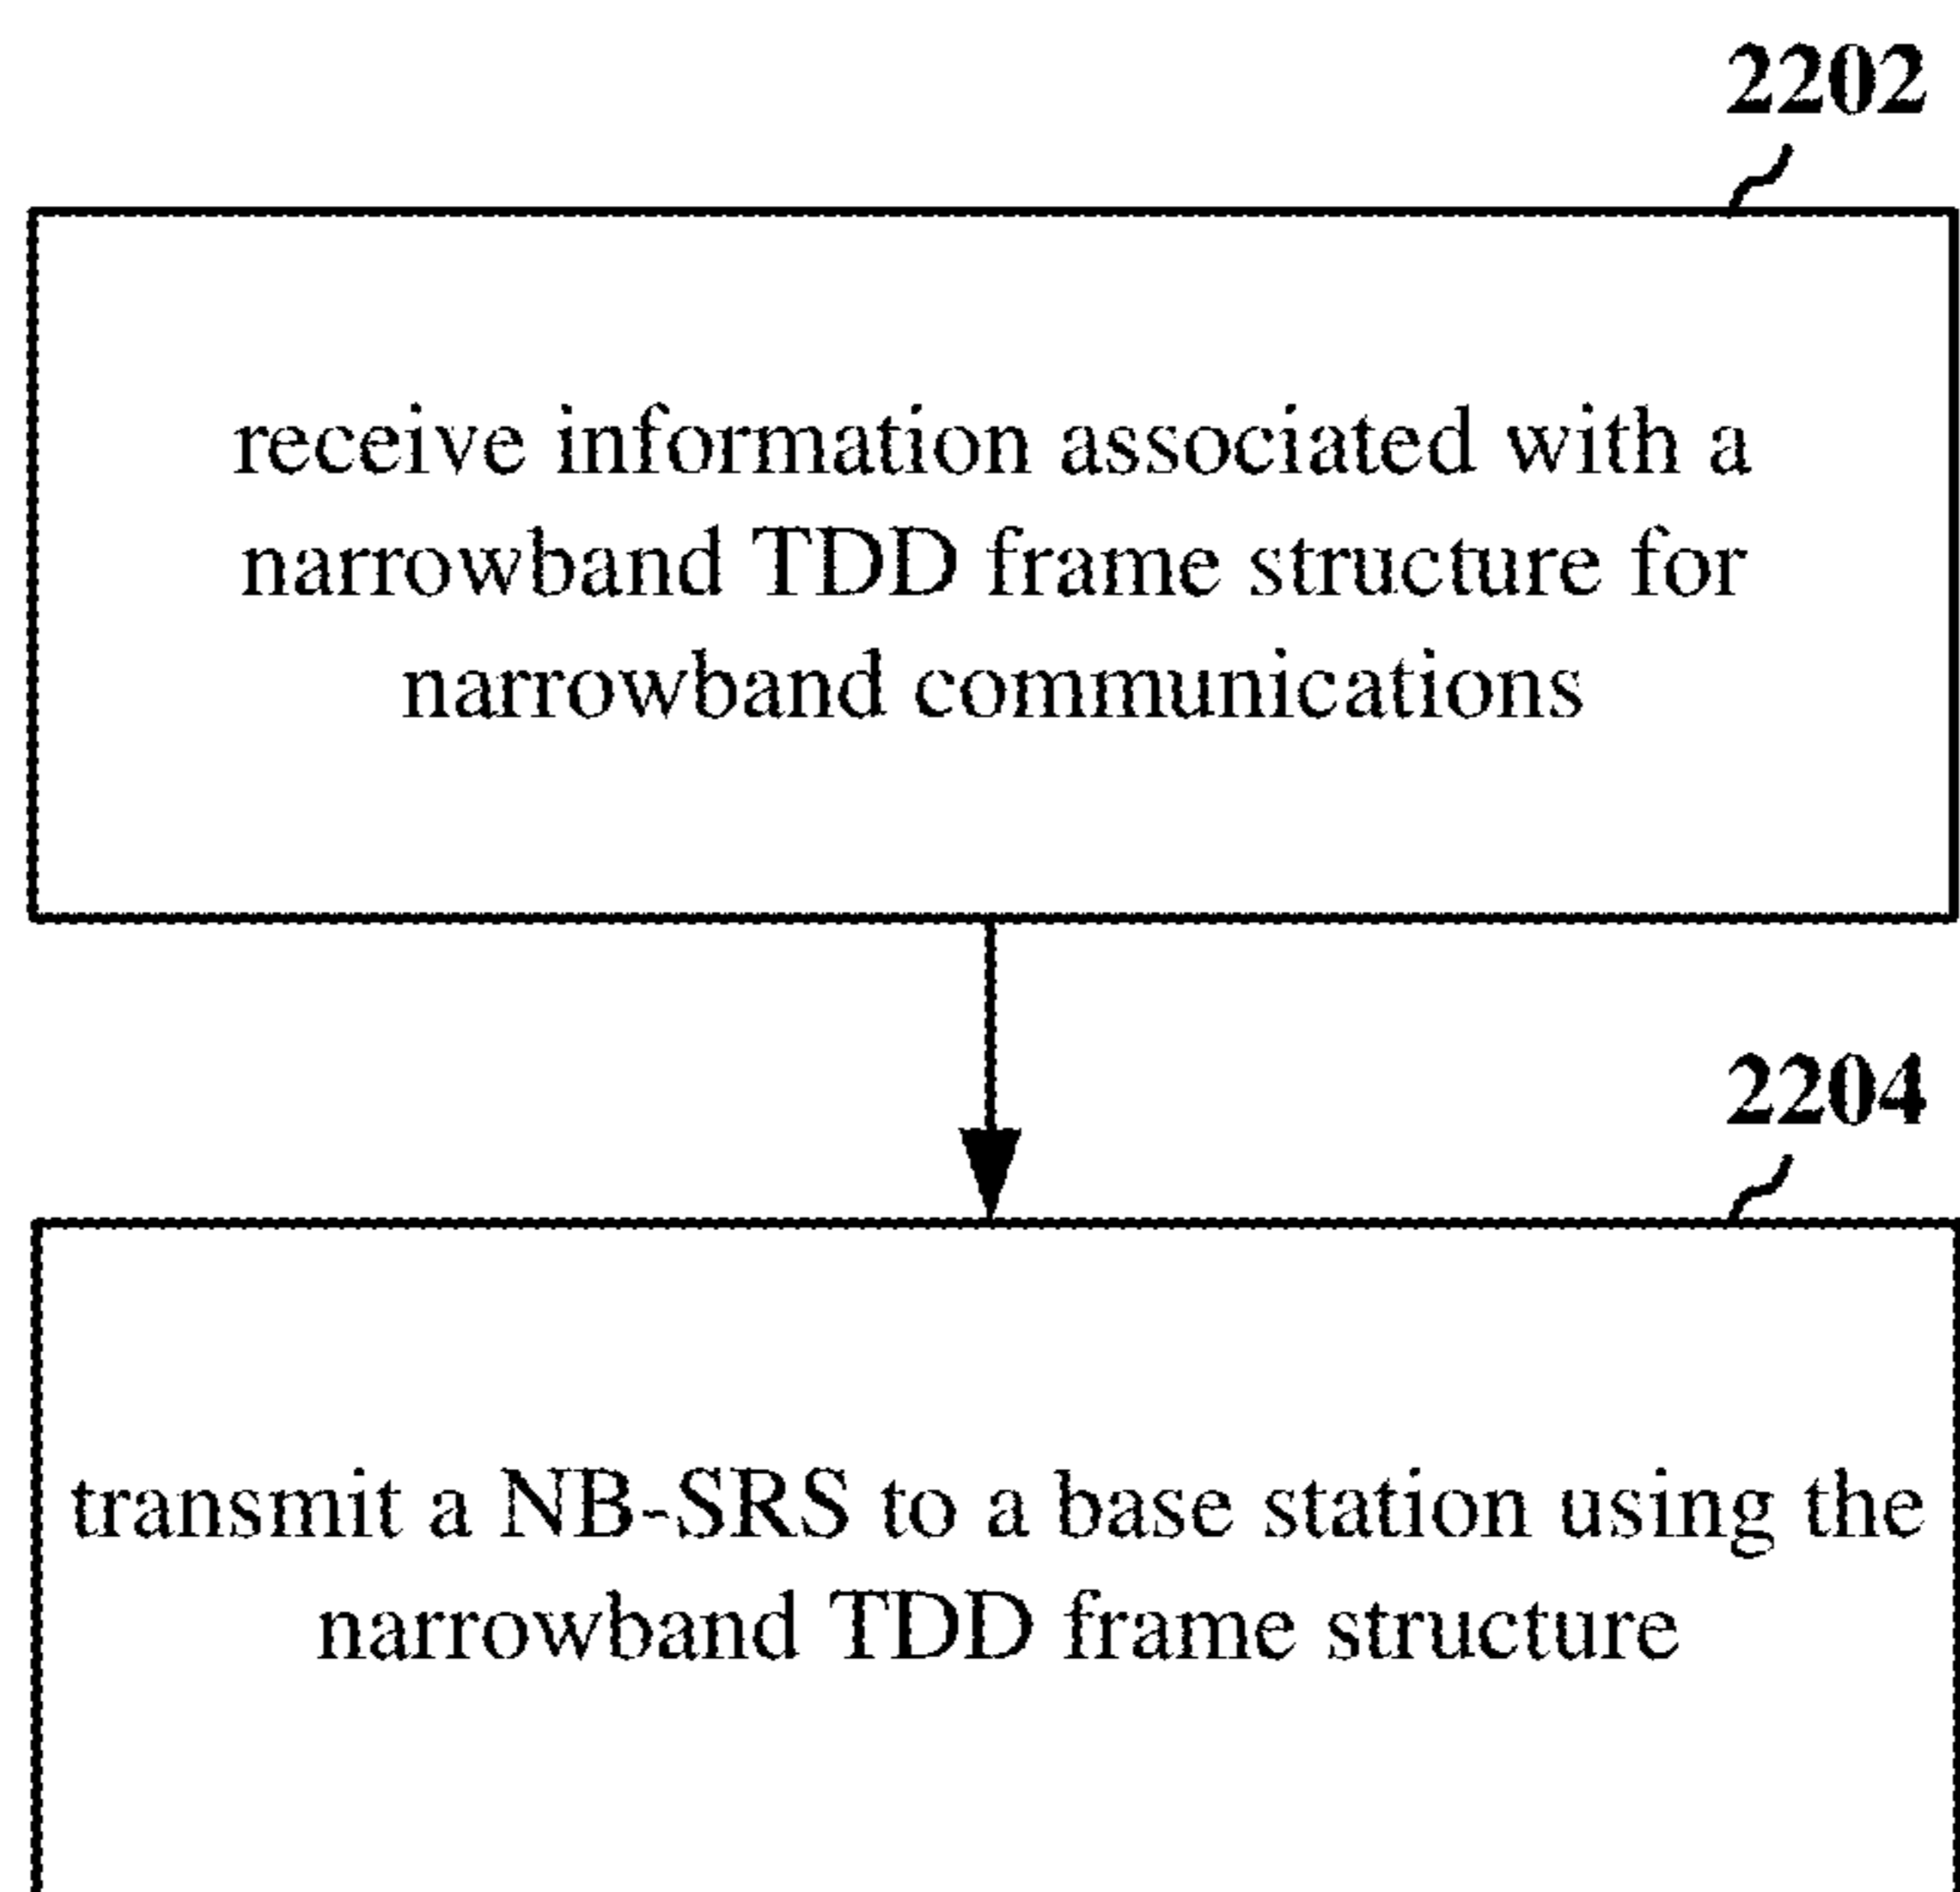 2202
receive information associated with a
narrowband TDD frame structure for
narrowband communications
2204
transmit a NB-SRS to a base station using the
narrowband TDD frame structure